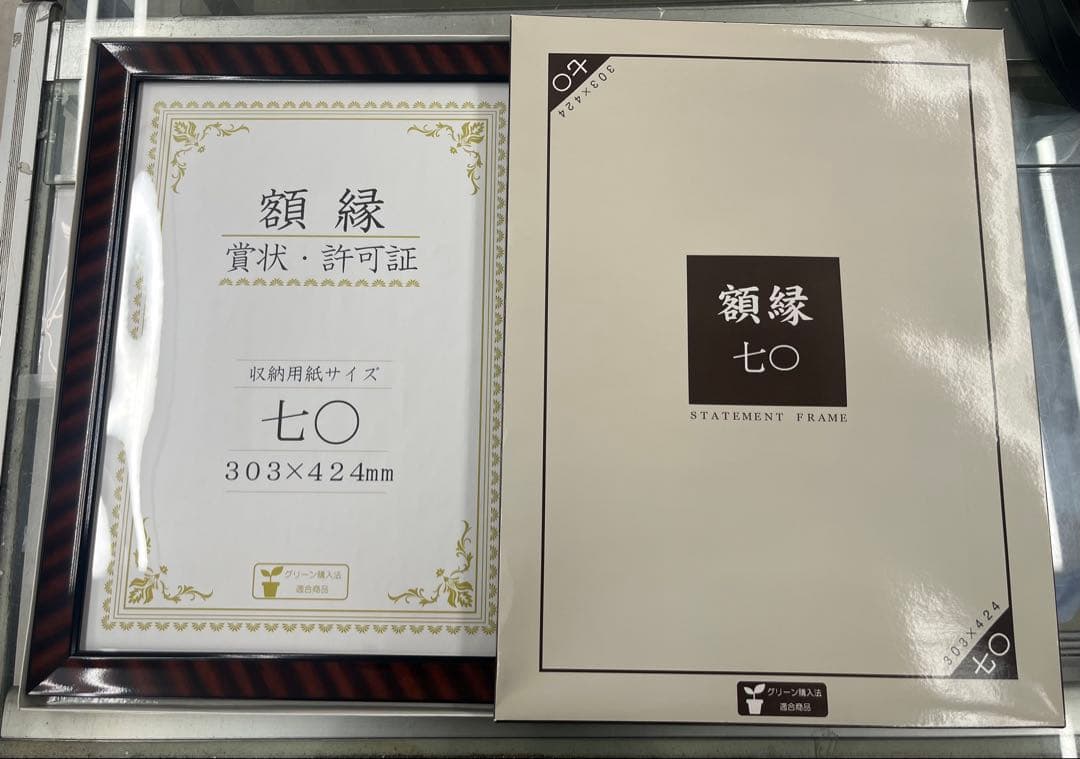 額縁
賞状・許可証
収納用紙サイズ
七〇
303×424mm
グリーン購入法
適合商品
七〇
303×424
額縁
七〇
STATEMENT FRAME
303×424
七〇
グリーン購入法
適合商品